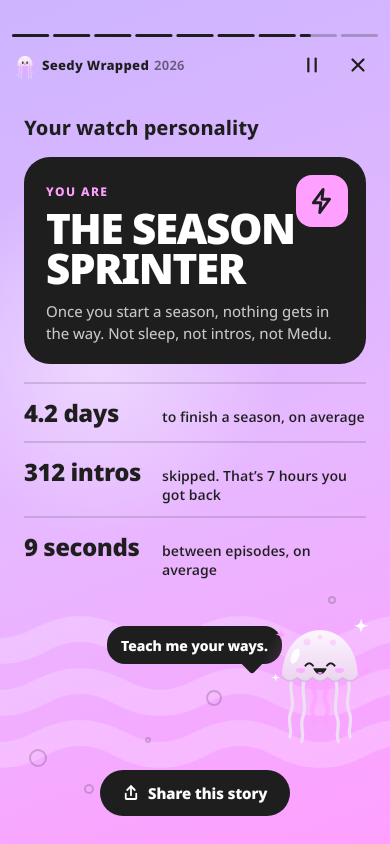 Seedy Wrapped 2026
Your watch personality
YOU ARE
THE SEASON
SPRINTER
Once you start a season, nothing gets in
the way. Not sleep, not intros, not Medu.
4.2 days
to finish a season, on average
312 intros
skipped. That’s 7 hours you
got back
9 seconds
between episodes, on
average
Teach me your ways.
Share this story